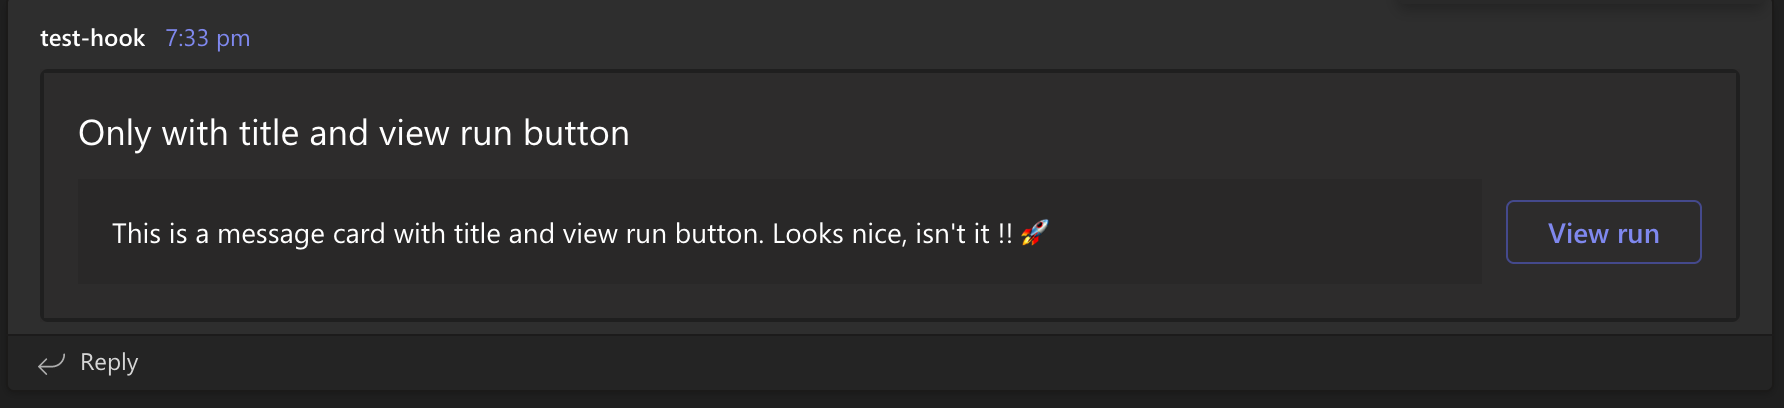 test-hook 7:33 pm
Only with title and view run button
This is a message card with title and view run button. Looks nice, isn't it !! 🚀
View run
Reply